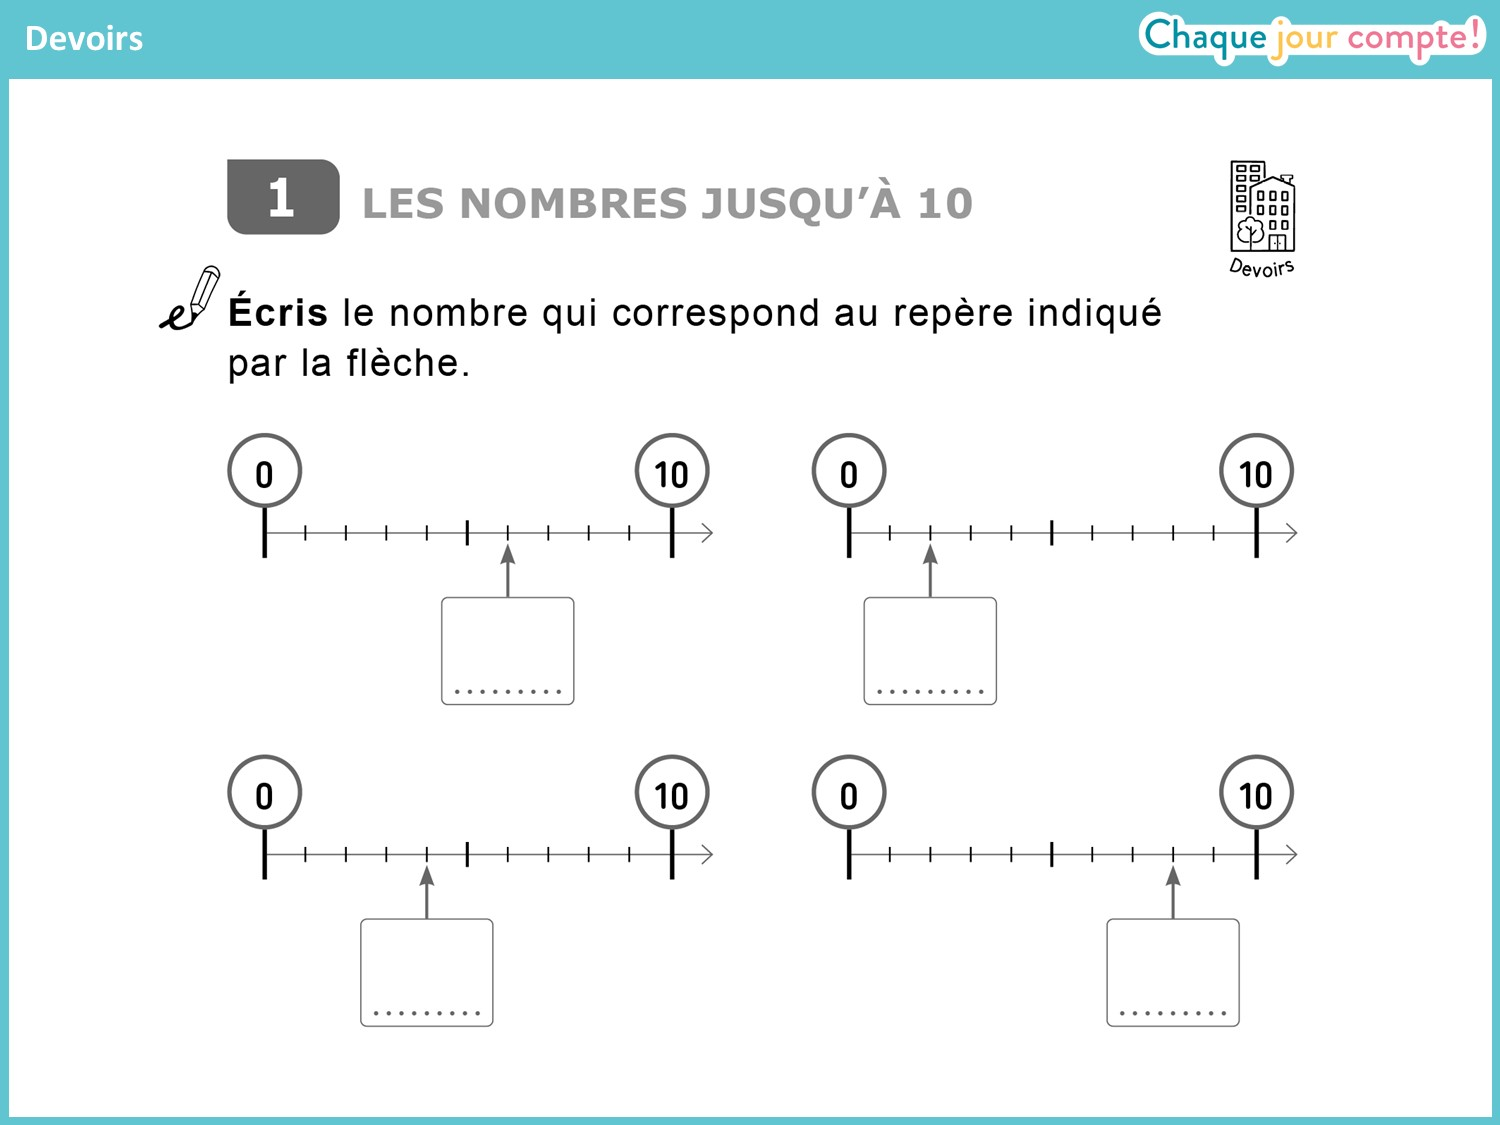 Devoirs
Chaque jour compte!
1 LES NOMBRES JUSQU’À 10
Devoirs
Écris le nombre qui correspond au repère indiqué
par la flèche.
0 10 0 10
.........  .........
0 10 0 10
.........  .........